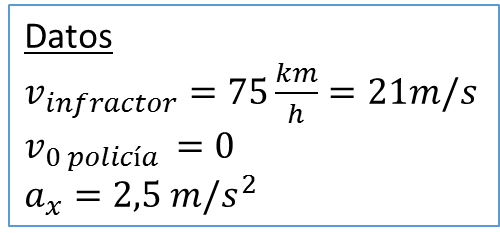 Datos
v_infractor = 75 km/h = 21m/s
v_0 policía = 0
a_x = 2,5 m/s²